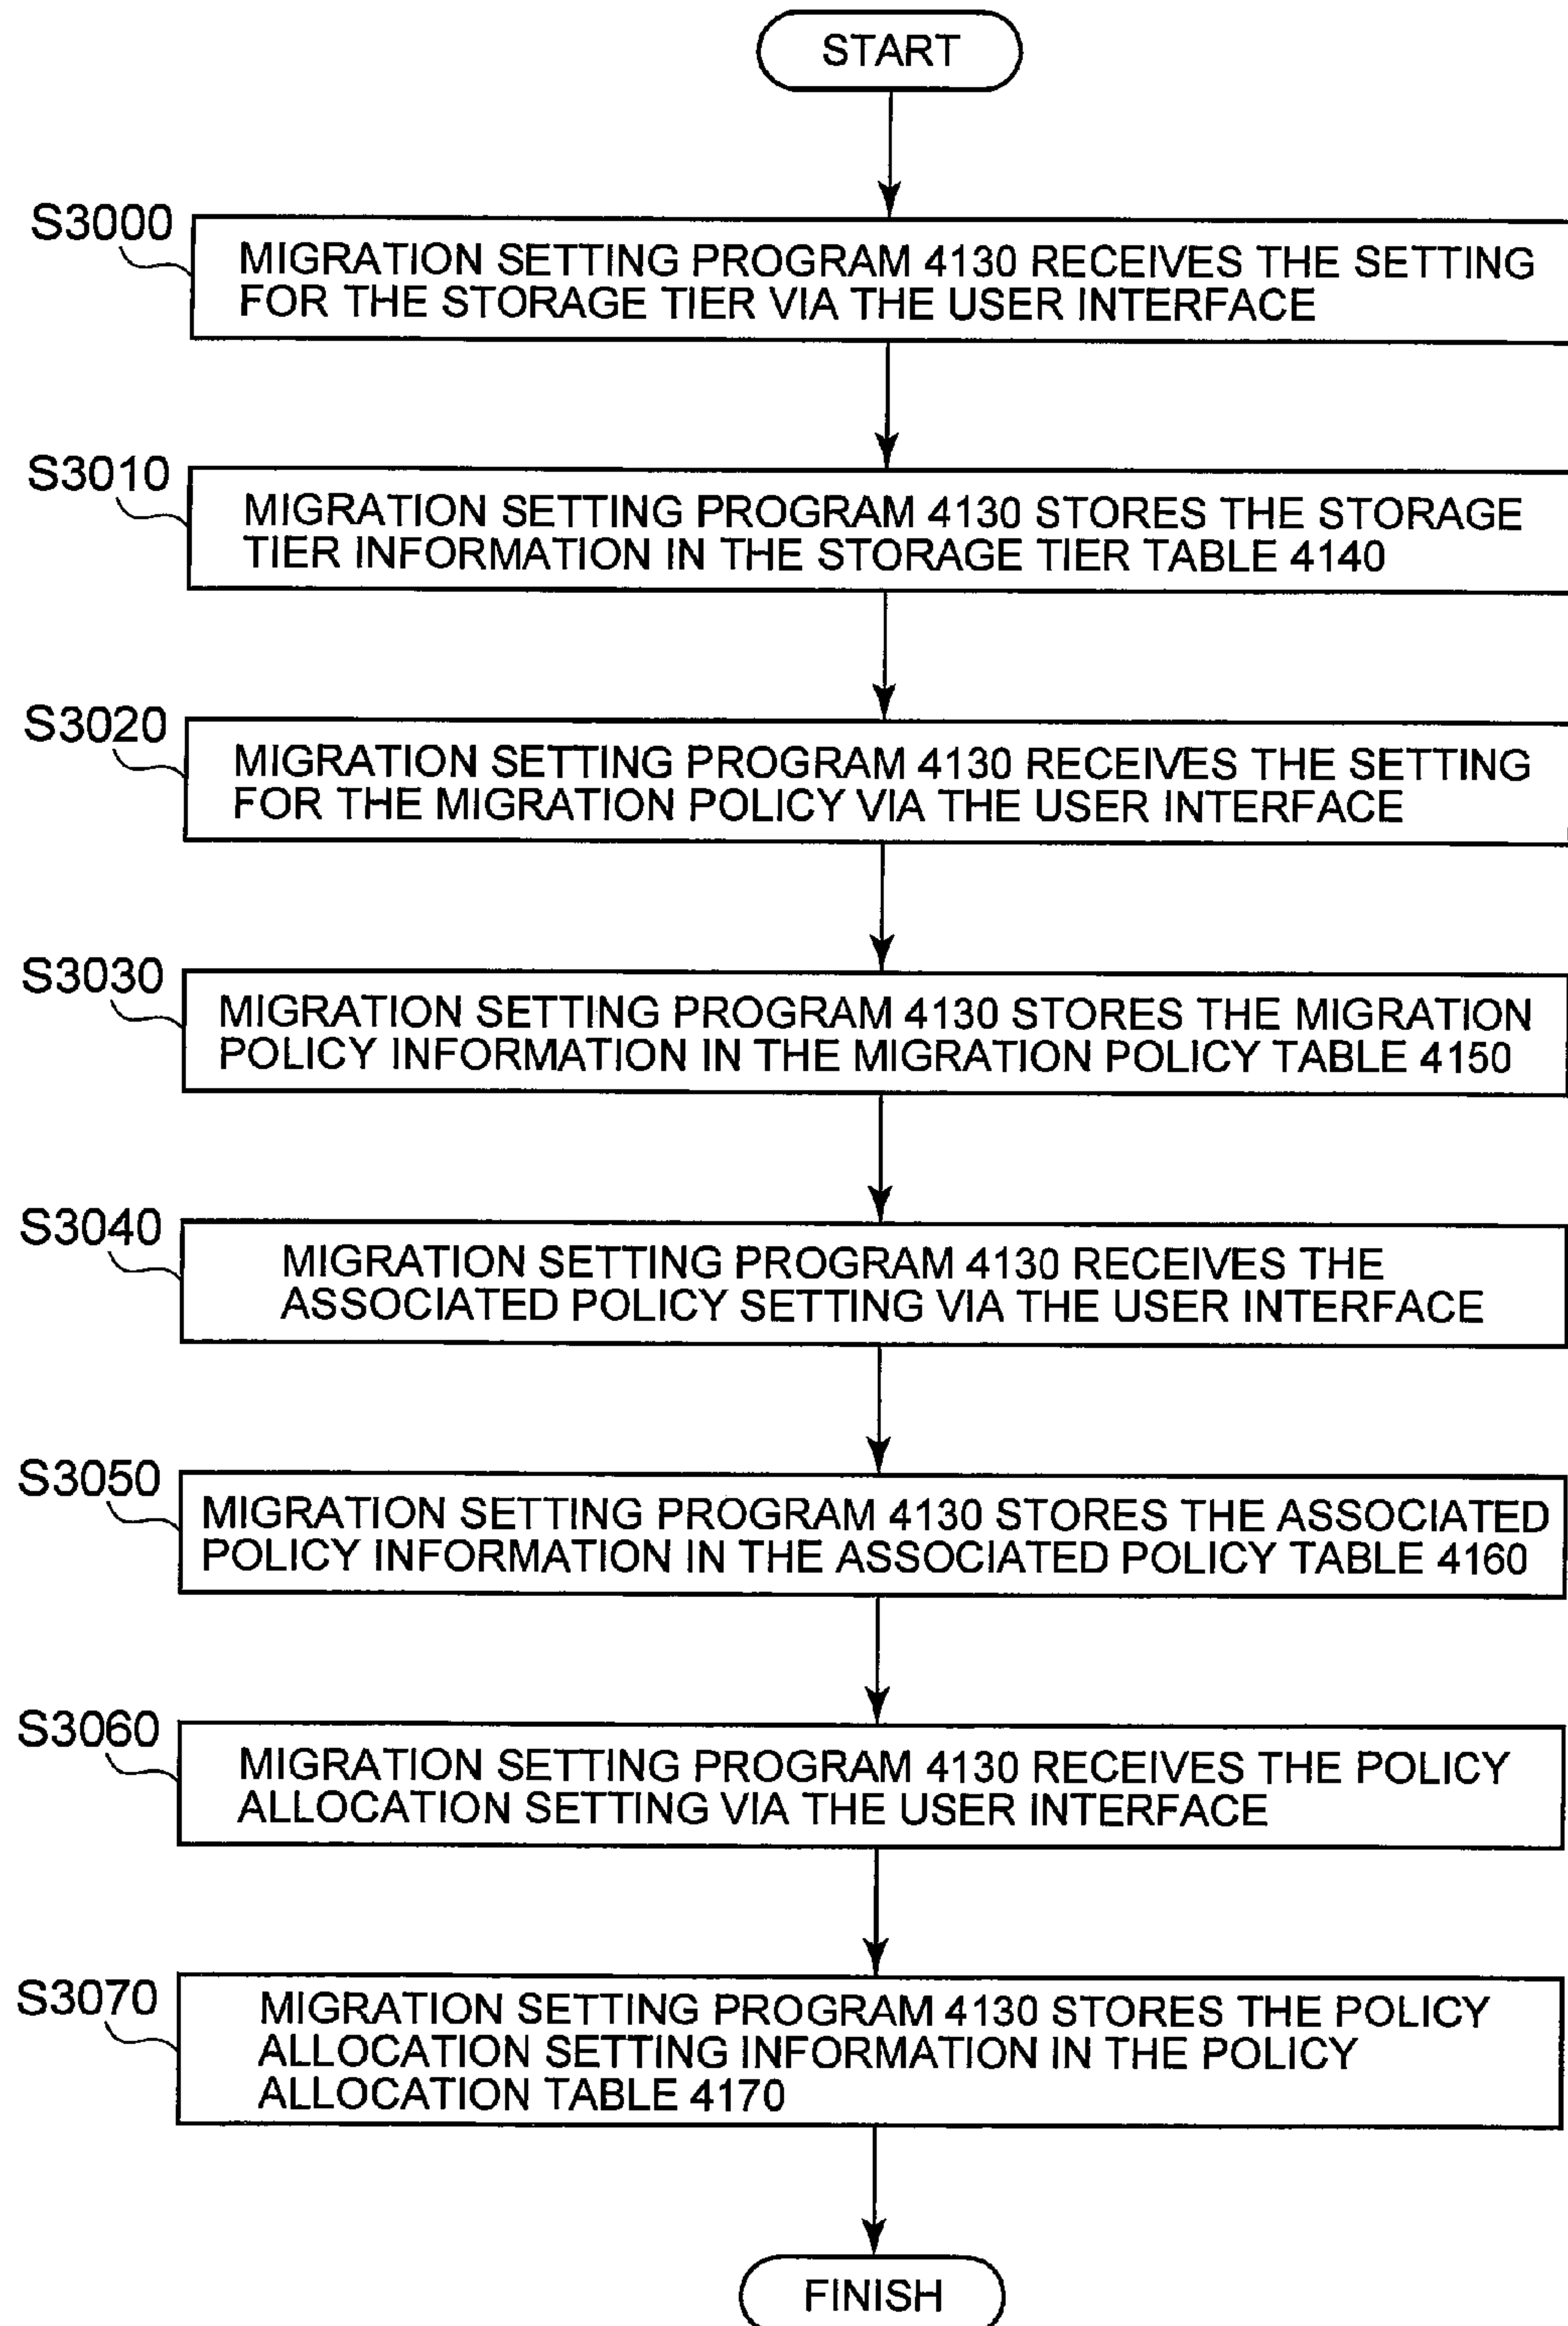 START
S3000
MIGRATION SETTING PROGRAM 4130 RECEIVES THE SETTING
FOR THE STORAGE TIER VIA THE USER INTERFACE
S3010
MIGRATION SETTING PROGRAM 4130 STORES THE STORAGE
TIER INFORMATION IN THE STORAGE TIER TABLE 4140
S3020
MIGRATION SETTING PROGRAM 4130 RECEIVES THE SETTING
FOR THE MIGRATION POLICY VIA THE USER INTERFACE
S3030
MIGRATION SETTING PROGRAM 4130 STORES THE MIGRATION
POLICY INFORMATION IN THE MIGRATION POLICY TABLE 4150
S3040
MIGRATION SETTING PROGRAM 4130 RECEIVES THE
ASSOCIATED POLICY SETTING VIA THE USER INTERFACE
S3050
MIGRATION SETTING PROGRAM 4130 STORES THE ASSOCIATED
POLICY INFORMATION IN THE ASSOCIATED POLICY TABLE 4160
S3060
MIGRATION SETTING PROGRAM 4130 RECEIVES THE POLICY
ALLOCATION SETTING VIA THE USER INTERFACE
S3070
MIGRATION SETTING PROGRAM 4130 STORES THE POLICY
ALLOCATION SETTING INFORMATION IN THE POLICY
ALLOCATION TABLE 4170
FINISH